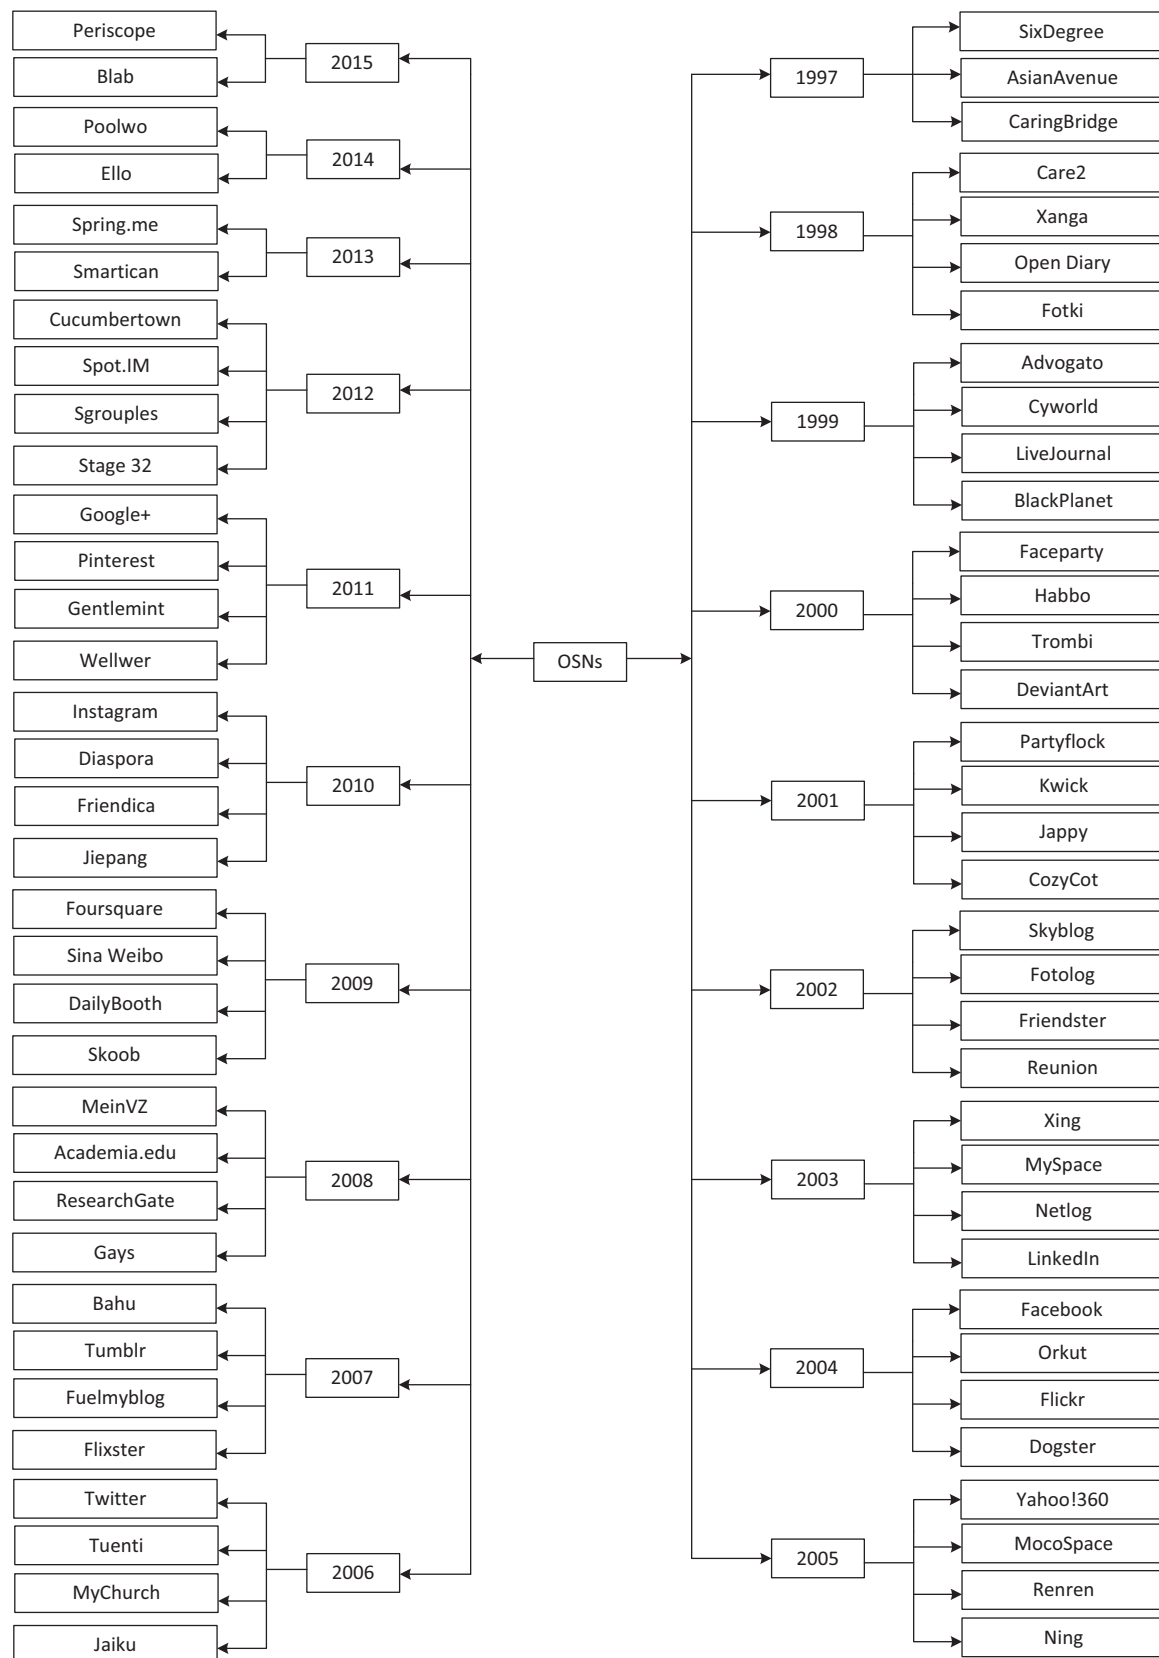 Periscope
Blab
2015
Poolwo
Ello
2014
Spring.me
Smartican
2013
Cucumbertown
Spot.IM
Sgrouples
Stage 32
2012
Google+
Pinterest
Gentlemint
Wellwer
2011
Instagram
Diaspora
Friendica
Jiepang
2010
Foursquare
Sina Weibo
DailyBooth
Skoob
2009
MeinVZ
Academia.edu
ResearchGate
Gays
2008
Bahu
Tumblr
Fuelmyblog
Flixster
2007
Twitter
Tuenti
MyChurch
Jaiku
2006
OSNs
1997
SixDegree
AsianAvenue
CaringBridge
1998
Care2
Xanga
Open Diary
Fotki
1999
Advogato
Cyworld
LiveJournal
BlackPlanet
2000
Faceparty
Habbo
Trombi
DeviantArt
2001
Partyflock
Kwick
Jappy
CozyCot
2002
Skyblog
Fotolog
Friendster
Reunion
2003
Xing
MySpace
Netlog
LinkedIn
2004
Facebook
Orkut
Flickr
Dogster
2005
Yahoo!360
MocoSpace
Renren
Ning